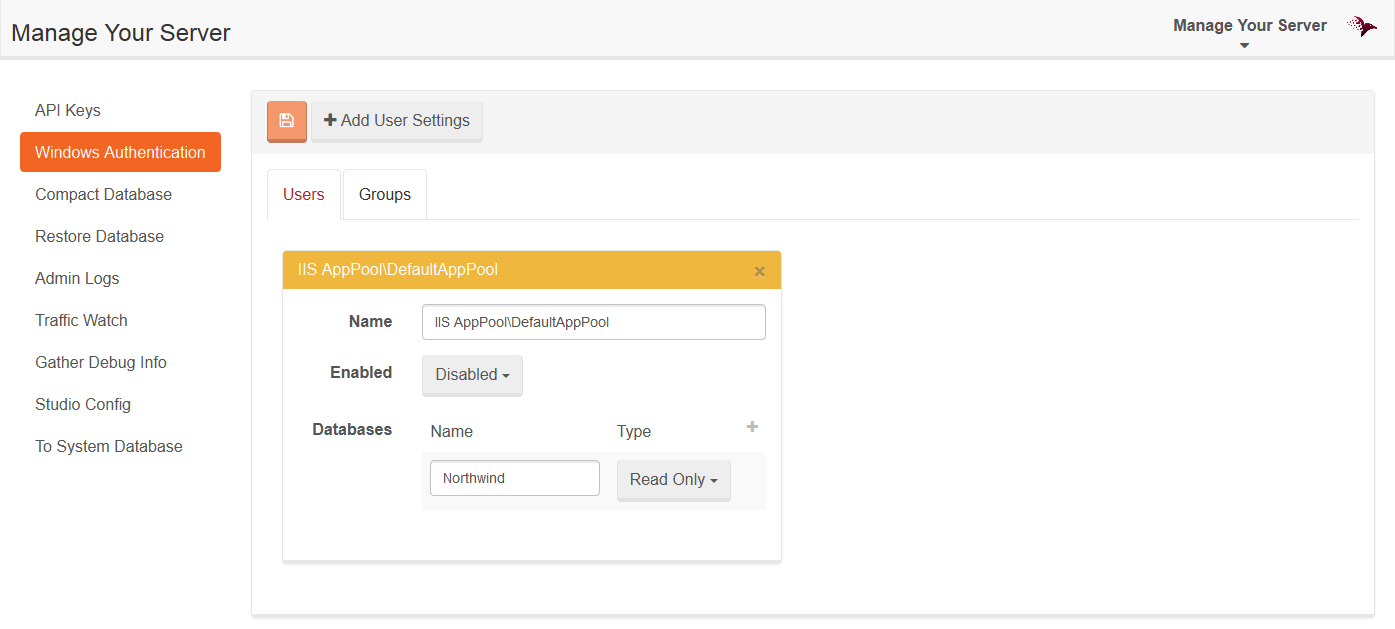 Manage Your Server
Manage Your Server
API Keys
Windows Authentication
Compact Database
Restore Database
Admin Logs
Traffic Watch
Gather Debug Info
Studio Config
To System Database
Add User Settings
Users Groups
IIS AppPool\DefaultAppPool
Name IIS AppPool\DefaultAppPool
Enabled Disabled
Databases Name Type
Northwind Read Only